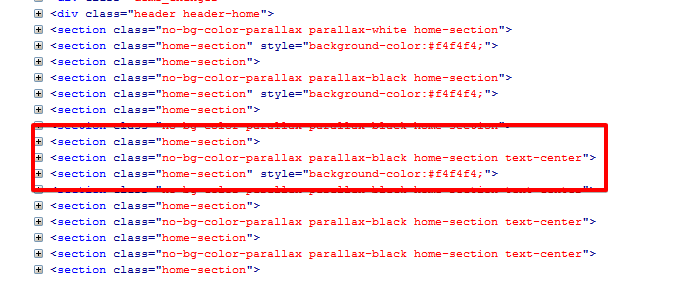 <div class="header header-home">
<section class="no-bg-color-parallax parallax-white home-section">
<section class="home-section" style="background-color:#f4f4f4;">
<section class="home-section">
<section class="no-bg-color-parallax parallax-black home-section">
<section class="home-section" style="background-color:#f4f4f4;">
<section class="home-section">
<section class="no-bg-color-parallax parallax-black home-section">
<section class="home-section">
<section class="no-bg-color-parallax parallax-black home-section text-center">
<section class="home-section" style="background-color:#f4f4f4;">
<section class="no-bg-color-parallax parallax-black home-section text-center">
<section class="home-section">
<section class="no-bg-color-parallax parallax-black home-section text-center">
<section class="home-section">
<section class="no-bg-color-parallax parallax-black home-section text-center">
<section class="home-section">